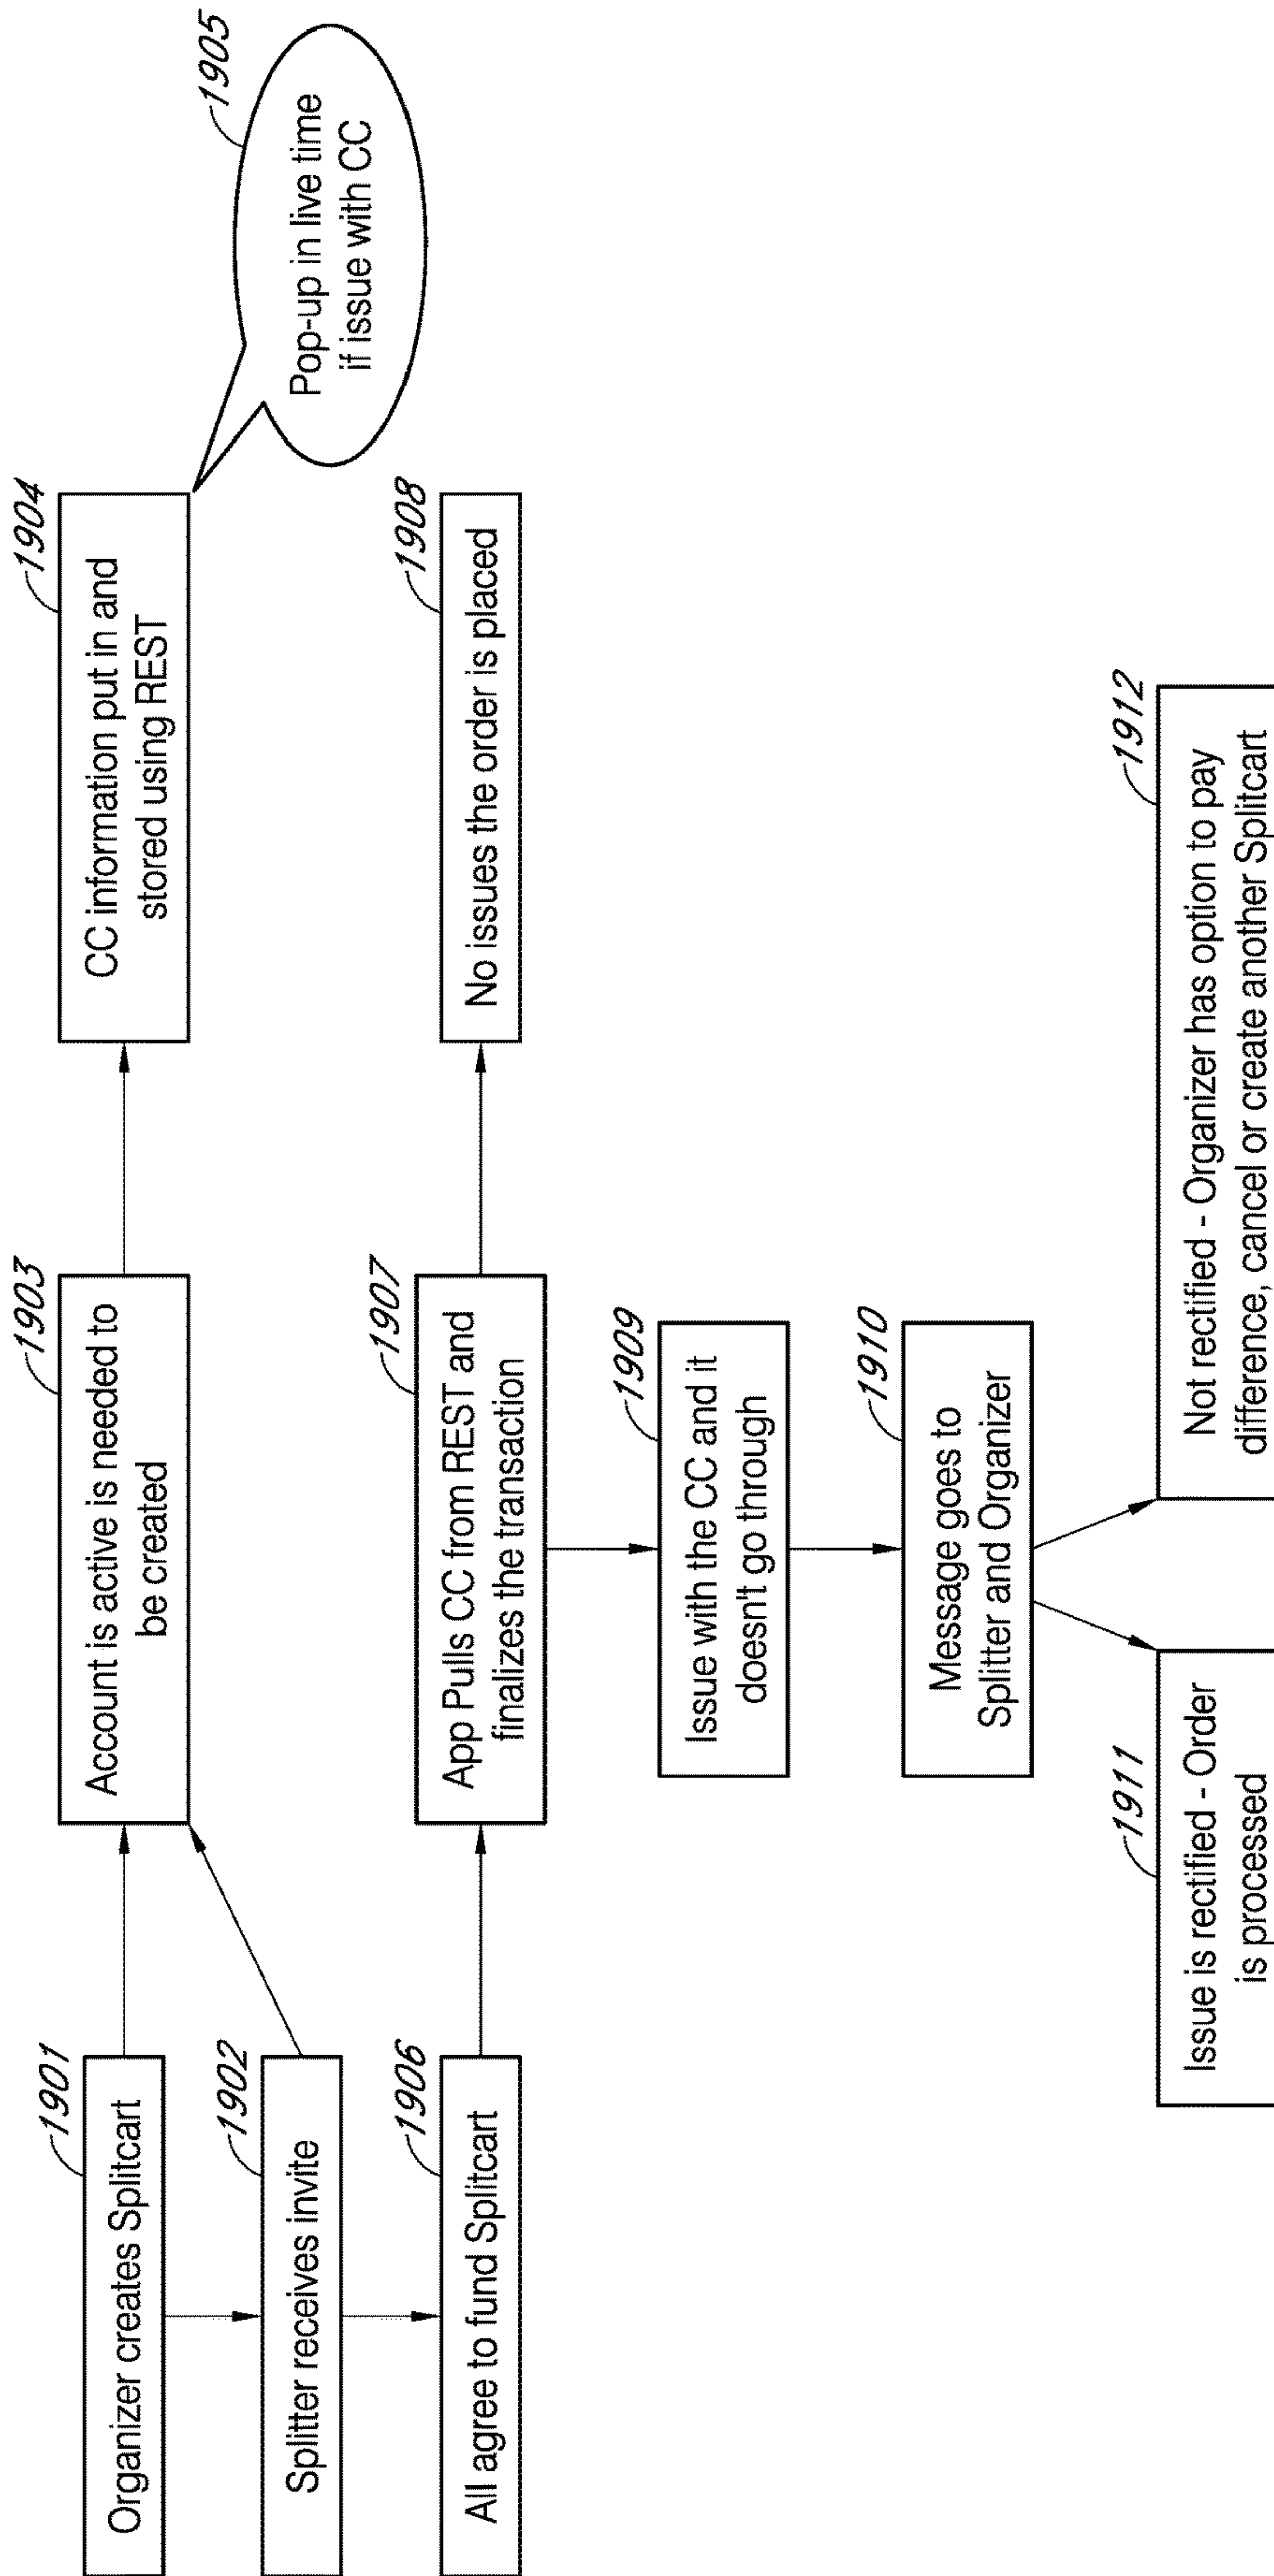 1901
Organizer creates Splitcart
1902
Splitter receives invite
1903
Account is active is needed to
be created
1904
CC information put in and
stored using REST
1905
Pop-up in live time
if issue with CC
1906
All agree to fund Splitcart
1907
App Pulls CC from REST and
finalizes the transaction
1908
No issues the order is placed
1909
Issue with the CC and it
doesn't go through
1910
Message goes to
Splitter and Organizer
1911
Issue is rectified - Order
is processed
1912
Not rectified - Organizer has option to pay
difference, cancel or create another Splitcart